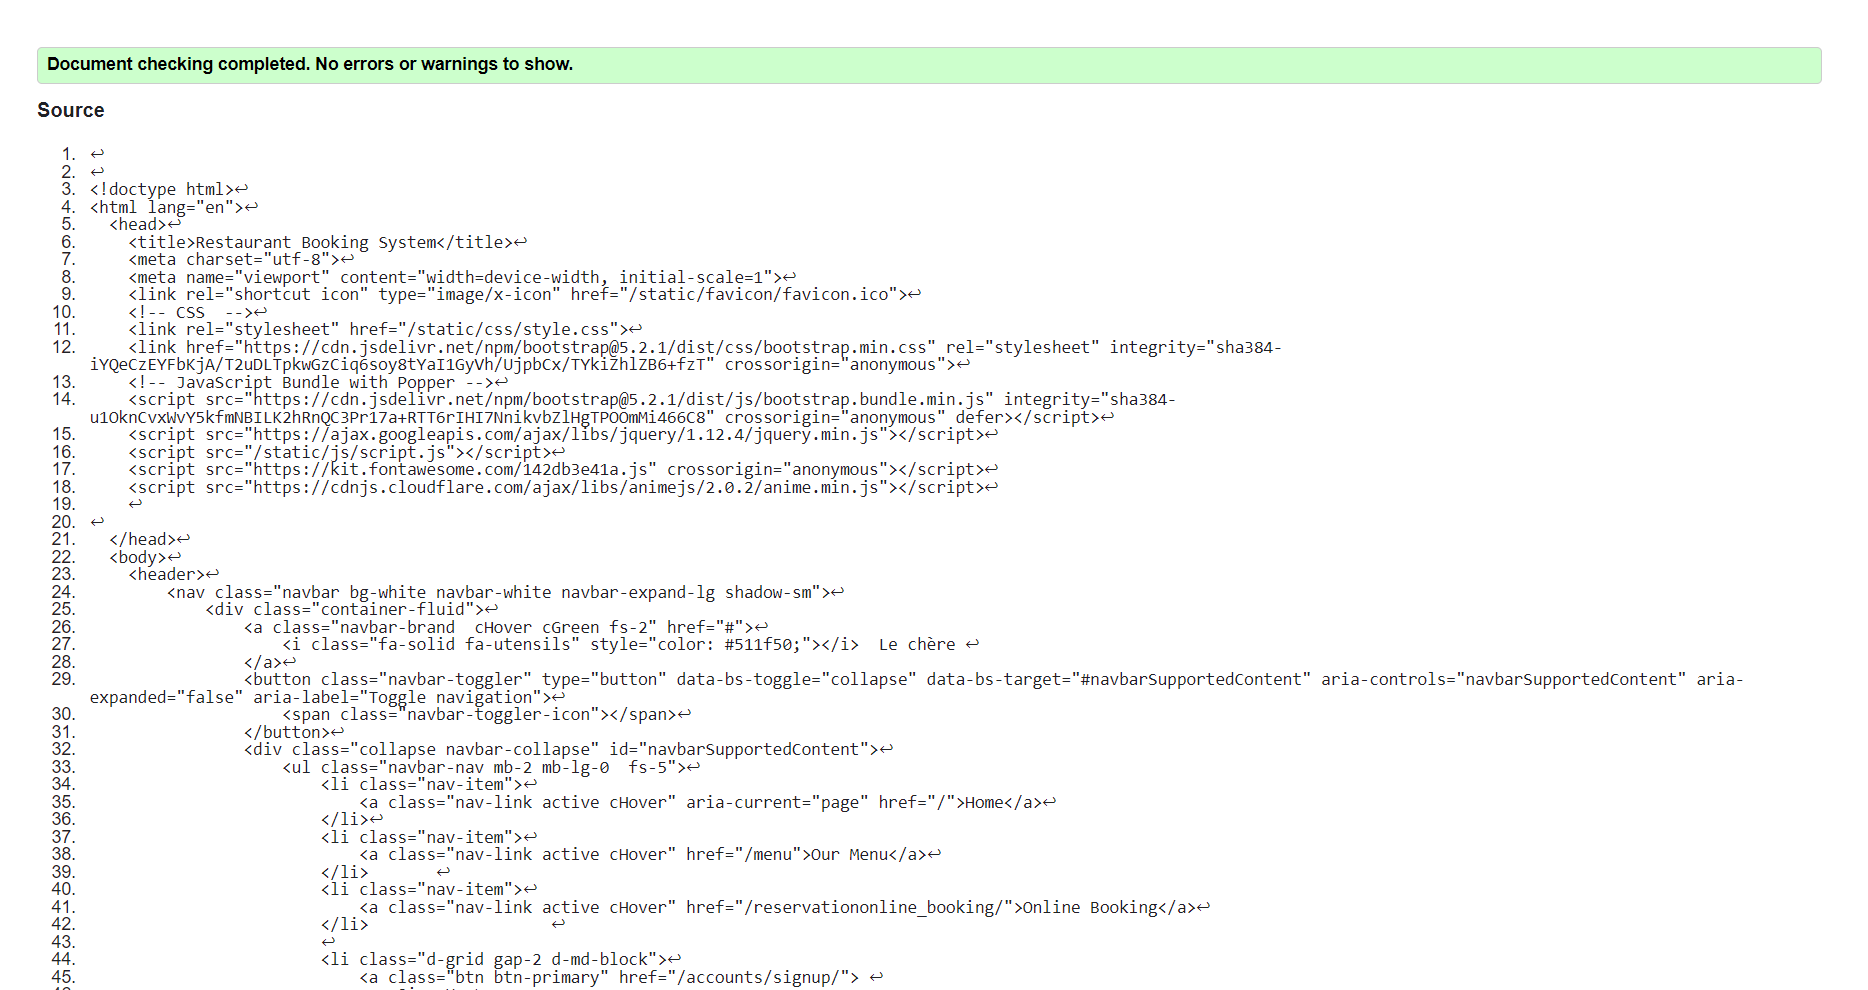 Document checking completed. No errors or warnings to show.
Source
1. ↩
2. ↩
3. <!doctype html>↩
4. <html lang="en">↩
5. <head>↩
6. <title>Restaurant Booking System</title>↩
7. <meta charset="utf-8">↩
8. <meta name="viewport" content="width=device-width, initial-scale=1">↩
9. <link rel="shortcut icon" type="image/x-icon" href="/static/favicon/favicon.ico">↩
10. <!-- CSS  -->↩
11. <link rel="stylesheet" href="/static/css/style.css">↩
12. <link href="https://cdn.jsdelivr.net/npm/bootstrap@5.2.1/dist/css/bootstrap.min.css" rel="stylesheet" integrity="sha384-
iYQeCzEYFbKjA/T2uDLTpkwGzCiq6soy8tYaI1GyVh/UjpbCx/TYkiZhlZB6+fzT" crossorigin="anonymous">↩
13. <!-- JavaScript Bundle with Popper -->↩
14. <script src="https://cdn.jsdelivr.net/npm/bootstrap@5.2.1/dist/js/bootstrap.bundle.min.js" integrity="sha384-
u1OknCvxWvY5kfmNBILK2hRnQC3Pr17a+RTT6rIHI7NnikvbZlHgTPOOmMi466C8" crossorigin="anonymous" defer></script>↩
15. <script src="https://ajax.googleapis.com/ajax/libs/jquery/1.12.4/jquery.min.js"></script>↩
16. <script src="/static/js/script.js"></script>↩
17. <script src="https://kit.fontawesome.com/142db3e41a.js" crossorigin="anonymous"></script>↩
18. <script src="https://cdnjs.cloudflare.com/ajax/libs/animejs/2.0.2/anime.min.js"></script>↩
19. ↩
20. ↩
21. </head>↩
22. <body>↩
23. <header>↩
24. <nav class="navbar bg-white navbar-white navbar-expand-lg shadow-sm">↩
25. <div class="container-fluid">↩
26. <a class="navbar-brand  cHover cGreen fs-2" href="#">↩
27. <i class="fa-solid fa-utensils" style="color: #511f50;"></i>  Le chère ↩
28. </a>↩
29. <button class="navbar-toggler" type="button" data-bs-toggle="collapse" data-bs-target="#navbarSupportedContent" aria-controls="navbarSupportedContent" aria-
expanded="false" aria-label="Toggle navigation">↩
30. <span class="navbar-toggler-icon"></span>↩
31. </button>↩
32. <div class="collapse navbar-collapse" id="navbarSupportedContent">↩
33. <ul class="navbar-nav mb-2 mb-lg-0  fs-5">↩
34. <li class="nav-item">↩
35. <a class="nav-link active cHover" aria-current="page" href="/">Home</a>↩
36. </li>↩
37. <li class="nav-item">↩
38. <a class="nav-link active cHover" href="/menu">Our Menu</a>↩
39. </li> ↩
40. <li class="nav-item">↩
41. <a class="nav-link active cHover" href="/reservationonline_booking/">Online Booking</a>↩
42. </li> ↩
43. ↩
44. <li class="d-grid gap-2 d-md-block">↩
45. <a class="btn btn-primary" href="/accounts/signup/"> ↩